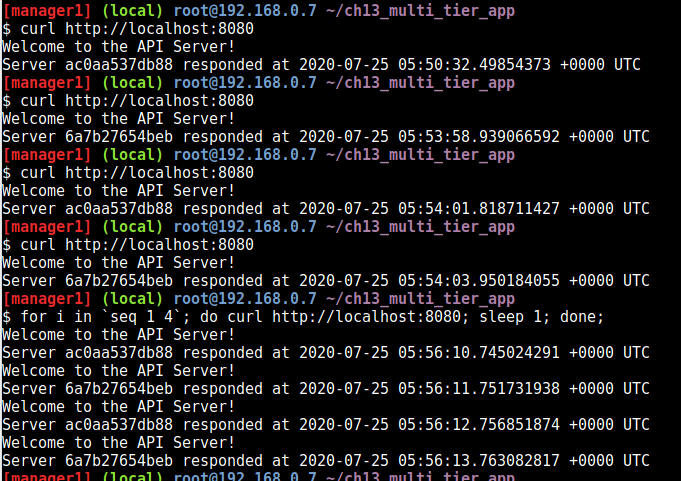 [manager1] (local) root@192.168.0.7 ~/ch13_multi_tier_app
$ curl http://localhost:8080
Welcome to the API Server!
Server ac0aa537db88 responded at 2020-07-25 05:50:32.49854373 +0000 UTC
[manager1] (local) root@192.168.0.7 ~/ch13_multi_tier_app
$ curl http://localhost:8080
Welcome to the API Server!
Server 6a7b27654beb responded at 2020-07-25 05:53:58.939066592 +0000 UTC
[manager1] (local) root@192.168.0.7 ~/ch13_multi_tier_app
$ curl http://localhost:8080
Welcome to the API Server!
Server ac0aa537db88 responded at 2020-07-25 05:54:01.818711427 +0000 UTC
[manager1] (local) root@192.168.0.7 ~/ch13_multi_tier_app
$ curl http://localhost:8080
Welcome to the API Server!
Server 6a7b27654beb responded at 2020-07-25 05:54:03.950184055 +0000 UTC
[manager1] (local) root@192.168.0.7 ~/ch13_multi_tier_app
$ for i in `seq 1 4`; do curl http://localhost:8080; sleep 1; done;
Welcome to the API Server!
Server ac0aa537db88 responded at 2020-07-25 05:56:10.745024291 +0000 UTC
Welcome to the API Server!
Server 6a7b27654beb responded at 2020-07-25 05:56:11.751731938 +0000 UTC
Welcome to the API Server!
Server ac0aa537db88 responded at 2020-07-25 05:56:12.756851874 +0000 UTC
Welcome to the API Server!
Server 6a7b27654beb responded at 2020-07-25 05:56:13.763082817 +0000 UTC
[manager1] (local) root@192.168.0.7 ~/ch13_multi_tier_app